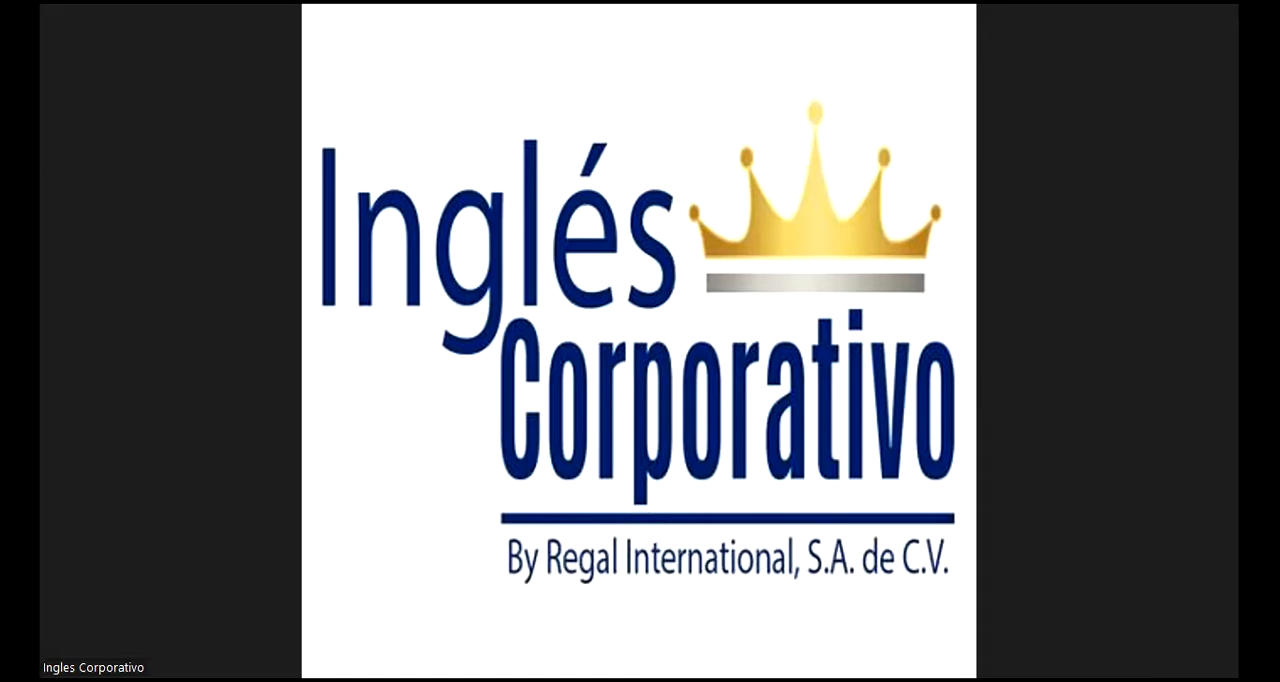 Inglés
Corporativo
By Regal International, S.A. de C.V.
Ingles Corporativo